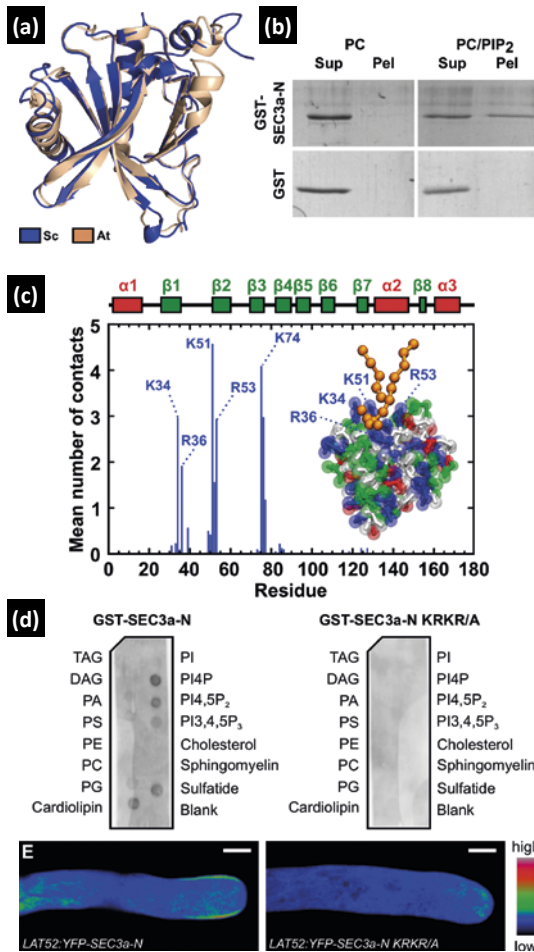 (a)
Sc At
(b)
PC PC/PIP2
Sup Pel Sup Pel
GST-
SEC3a-N
GST
(c)
α1 β1 β2 β3 β4 β5 β6 β7 α2 β8 α3
Mean number of contacts
5
4
3
2
1
0
K34
R36
K51
R53
K74
K51
K34
R36
R53
0 20 40 60 80 100 120 140 160 180
Residue
(d)
GST-SEC3a-N GST-SEC3a-N KRKR/A
TAG PI TAG PI
DAG PI4P DAG PI4P
PA PI4,5P2 PA PI4,5P2
PS PI3,4,5P3 PS PI3,4,5P3
PE Cholesterol PE Cholesterol
PC Sphingomyelin PC Sphingomyelin
PG Sulfatide PG Sulfatide
Cardiolipin Blank Cardiolipin Blank
E
LAT52:YFP-SEC3a-N
LAT52:YFP-SEC3a-N KRKR/A
high
low